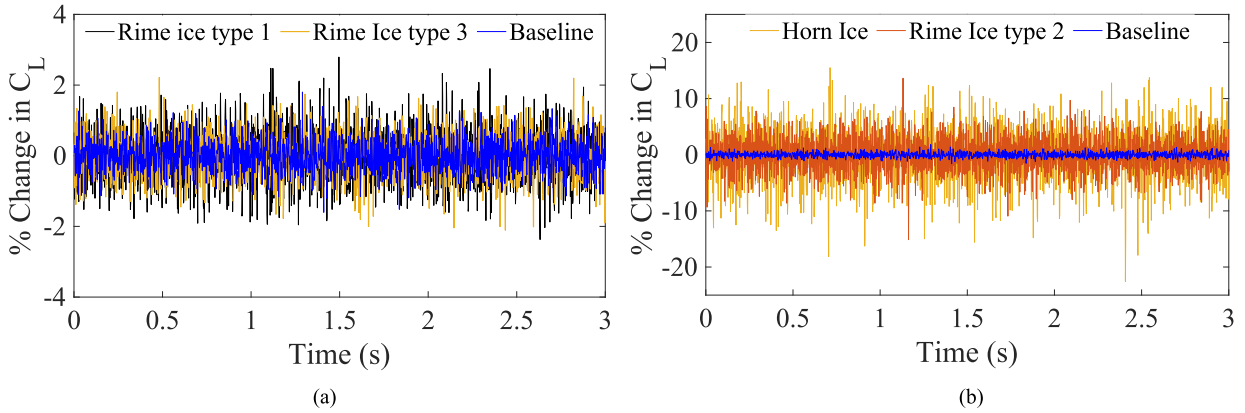 4
2
0
-2
-4
% Change in C_L
Rime ice type 1 Rime Ice type 3 Baseline
0 0.5 1 1.5 2 2.5 3
Time (s)
(a)
20
10
0
-10
-20
% Change in C_L
Horn Ice Rime Ice type 2 Baseline
0 0.5 1 1.5 2 2.5 3
Time (s)
(b)